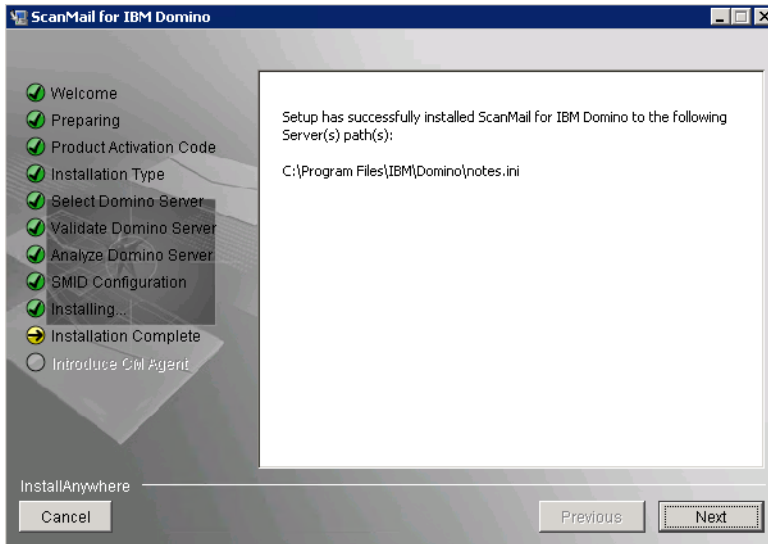 ScanMail for IBM Domino
Welcome
Preparing
Product Activation Code
Installation Type
Select Domino Server
Validate Domino Server
Analyze Domino Server
SMID Configuration
Installing...
Installation Complete
Introduce CM Agent
Setup has successfully installed ScanMail for IBM Domino to the following
Server(s) path(s):
C:\Program Files\IBM\Domino\notes.ini
InstallAnywhere
Cancel
Previous
Next